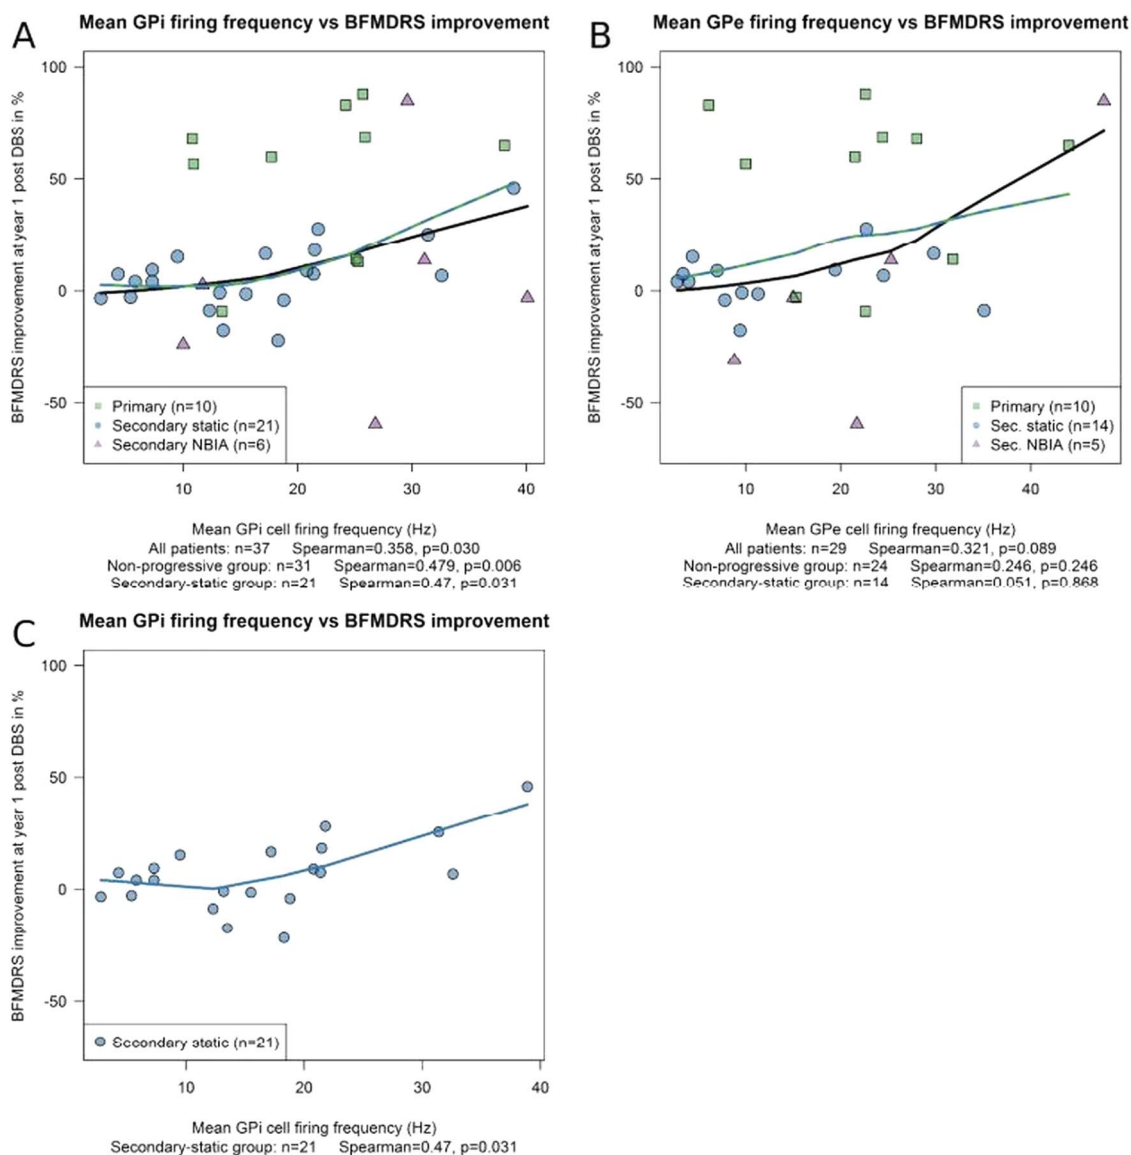 A
Mean GPi firing frequency vs BFMDRS improvement
BFMDRS improvement at year 1 post DBS in %
100
50
0
-50
Primary (n=10)
Secondary static (n=21)
Secondary NBIA (n=6)
10 20 30 40
Mean GPi cell firing frequency (Hz)
All patients: n=37 Spearman=0.358, p=0.030
Non-progressive group: n=31 Spearman=0.479, p=0.006
Secondary-static group: n=21 Spearman=0.47, p=0.031
B
Mean GPe firing frequency vs BFMDRS improvement
BFMDRS improvement at year 1 post DBS in %
100
50
0
-50
Primary (n=10)
Sec. static (n=14)
Sec. NBIA (n=5)
10 20 30 40
Mean GPe cell firing frequency (Hz)
All patients: n=29 Spearman=0.321, p=0.089
Non-progressive group: n=24 Spearman=0.246, p=0.246
Secondary-static group: n=14 Spearman=0.051, p=0.868
C
Mean GPi firing frequency vs BFMDRS improvement
BFMDRS improvement at year 1 post DBS in %
100
50
0
-50
Secondary static (n=21)
10 20 30 40
Mean GPi cell firing frequency (Hz)
Secondary-static group: n=21 Spearman=0.47, p=0.031